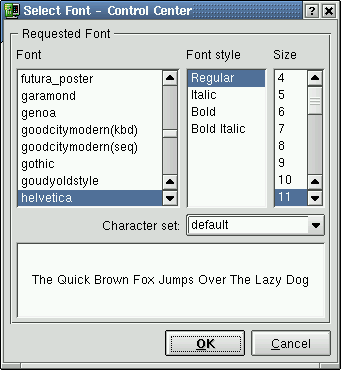 Select Font - Control Center
Requested Font
Font Font style Size
futura_poster Regular 4
garamond Italic 5
genoa Bold 6
goodcitymodern(kbd) Bold Italic 7
goodcitymodern(seq) 8
gothic 9
goudyoldstyle 10
helvetica 11
Character set: default
The Quick Brown Fox Jumps Over The Lazy Dog
OK Cancel